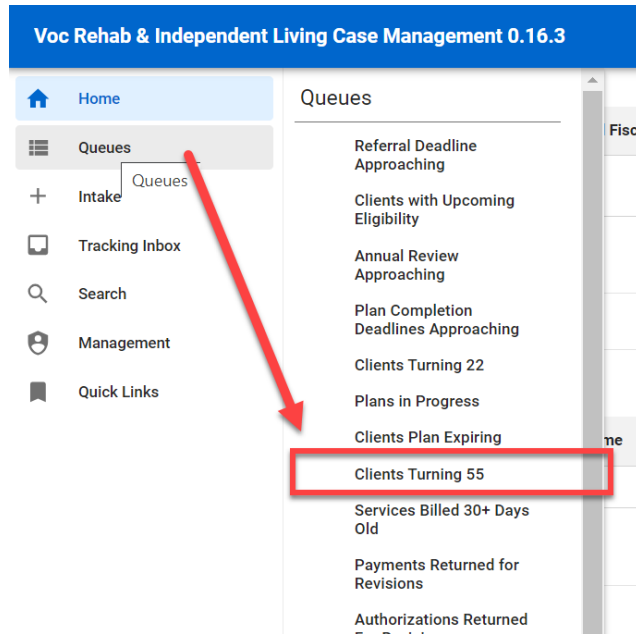 Voc Rehab & Independent Living Case Management 0.16.3
Home
Queues
Queues
Intake
Tracking Inbox
Search
Management
Quick Links
Queues
Referral Deadline
Approaching
Clients with Upcoming
Eligibility
Annual Review
Approaching
Plan Completion
Deadlines Approaching
Clients Turning 22
Plans in Progress
Clients Plan Expiring
Clients Turning 55
Services Billed 30+ Days
Old
Payments Returned for
Revisions
Authorizations Returned
Fisc
me